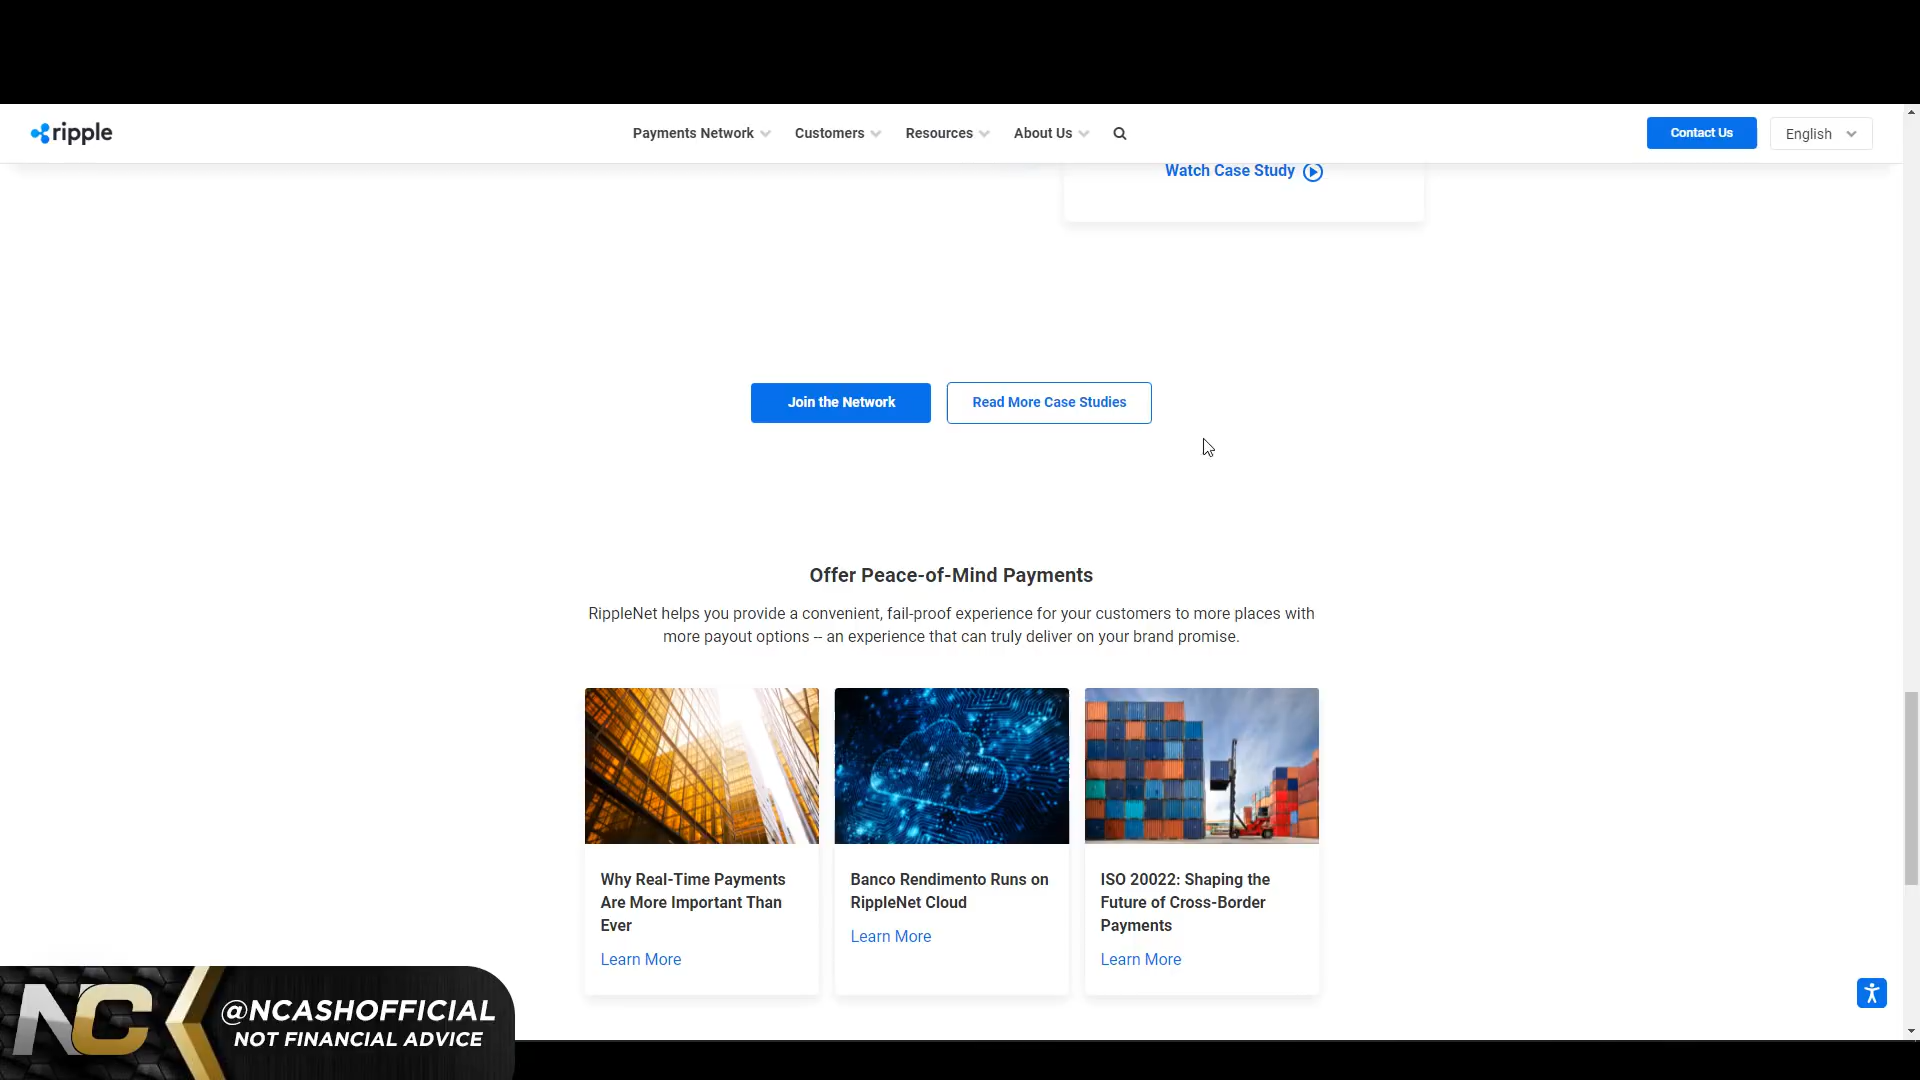 ripple
Payments Network
Customers
Resources
About Us
Contact Us
English
Watch Case Study
Join the Network
Read More Case Studies
Offer Peace-of-Mind Payments
RippleNet helps you provide a convenient, fail-proof experience for your customers to more places with
more payout options -- an experience that can truly deliver on your brand promise.
Why Real-Time Payments
Are More Important Than
Ever
Learn More
Banco Rendimento Runs on
RippleNet Cloud
Learn More
ISO 20022: Shaping the
Future of Cross-Border
Payments
Learn More
NC
@NCASHOFFICIAL
NOT FINANCIAL ADVICE